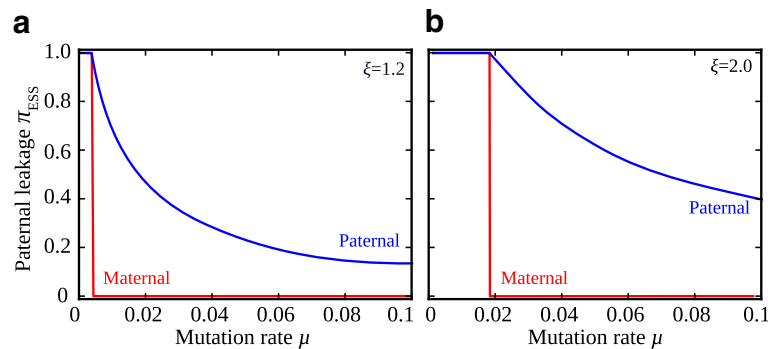 a
b
1.0
0.8
0.6
0.4
0.2
0
Paternal leakage π_ESS
ξ=1.2
Paternal
Maternal
0 0.02 0.04 0.06 0.08 0.1
Mutation rate μ
ξ=2.0
Paternal
Maternal
0 0.02 0.04 0.06 0.08 0.1
Mutation rate μ